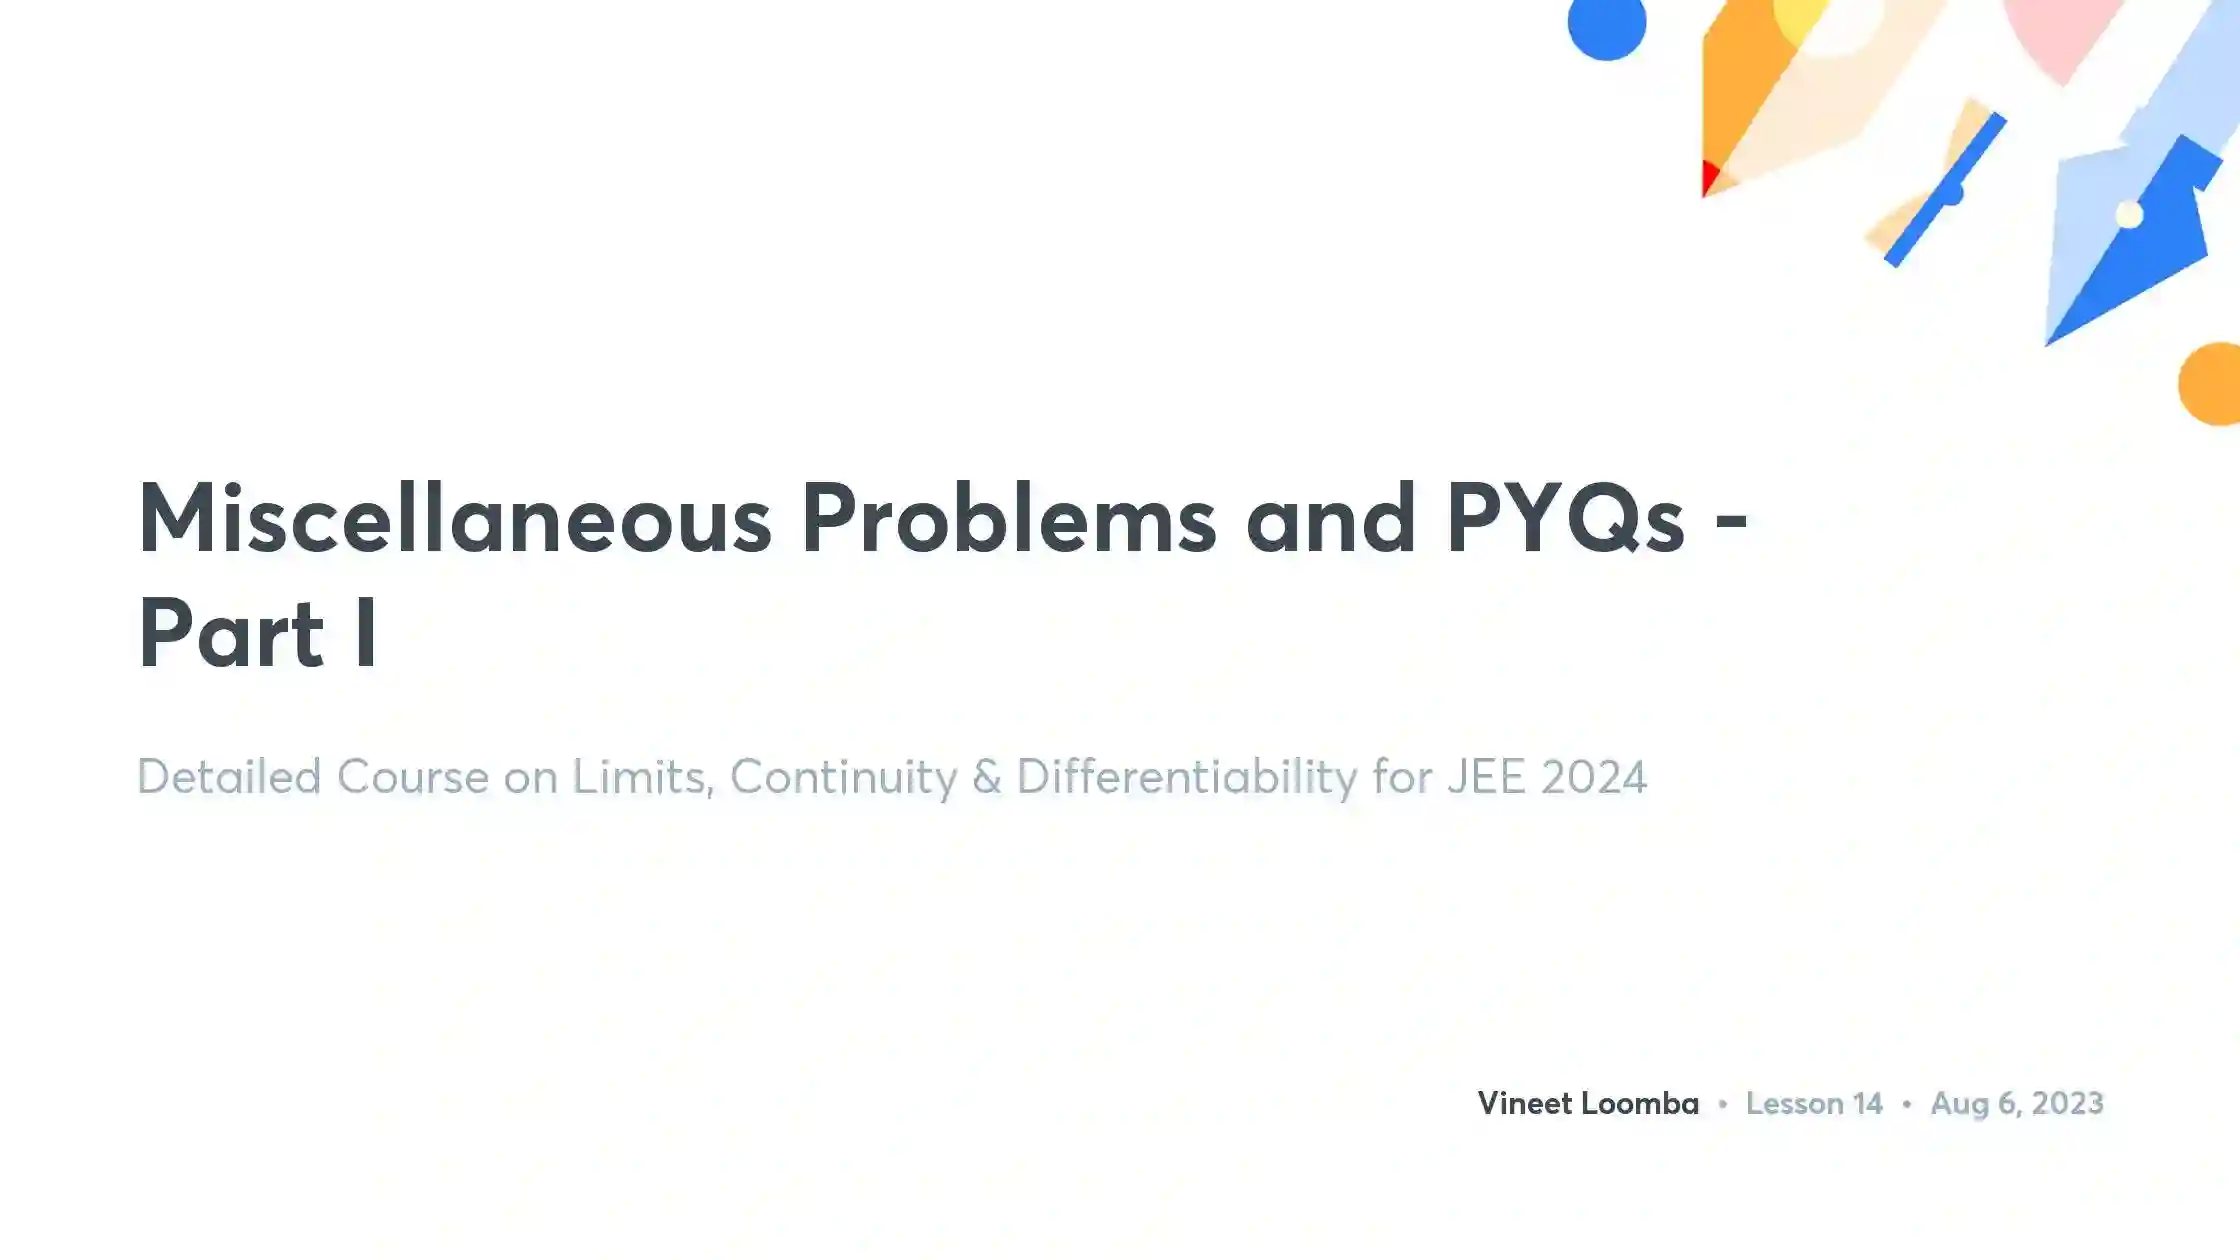 Miscellaneous Problems and PYQs -
Part I
Detailed Course on Limits, Continuity & Differentiability for JEE 2024
Vineet Loomba • Lesson 14 • Aug 6, 2023